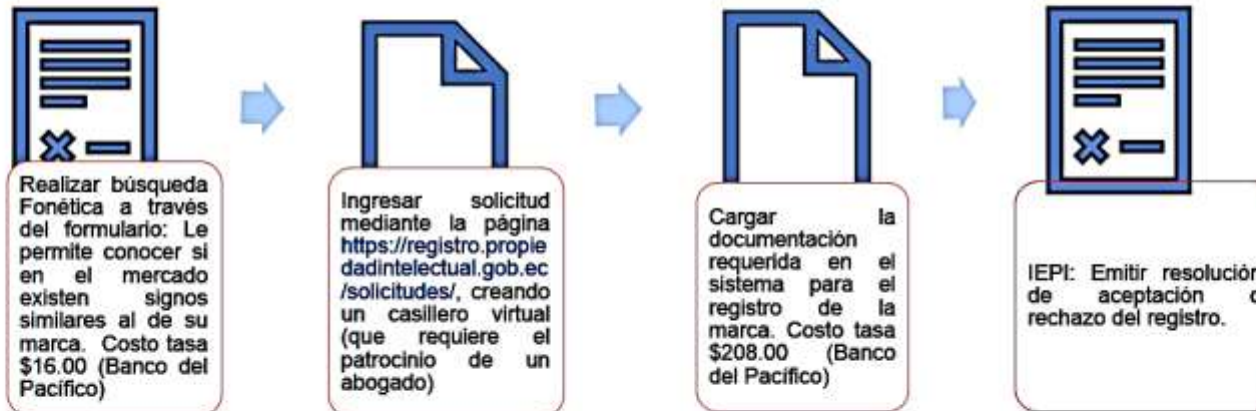 Realizar búsqueda
Fonética a través
del formulario: Le
permite conocer si
en el mercado
existen signos
similares al de su
marca. Costo tasa
$16.00 (Banco del
Pacífico)
Ingresar solicitud
mediante la página
https://registro.propie
dadintelectual.gob.ec
/solicitudes/, creando
un casillero virtual
(que requiere el
patrocinio de un
abogado)
Cargar la
documentación
requerida en el
sistema para el
registro de la
marca. Costo tasa
$208.00 (Banco
del Pacífico)
IEPI: Emitir resolución
de aceptación
rechazo del registro.